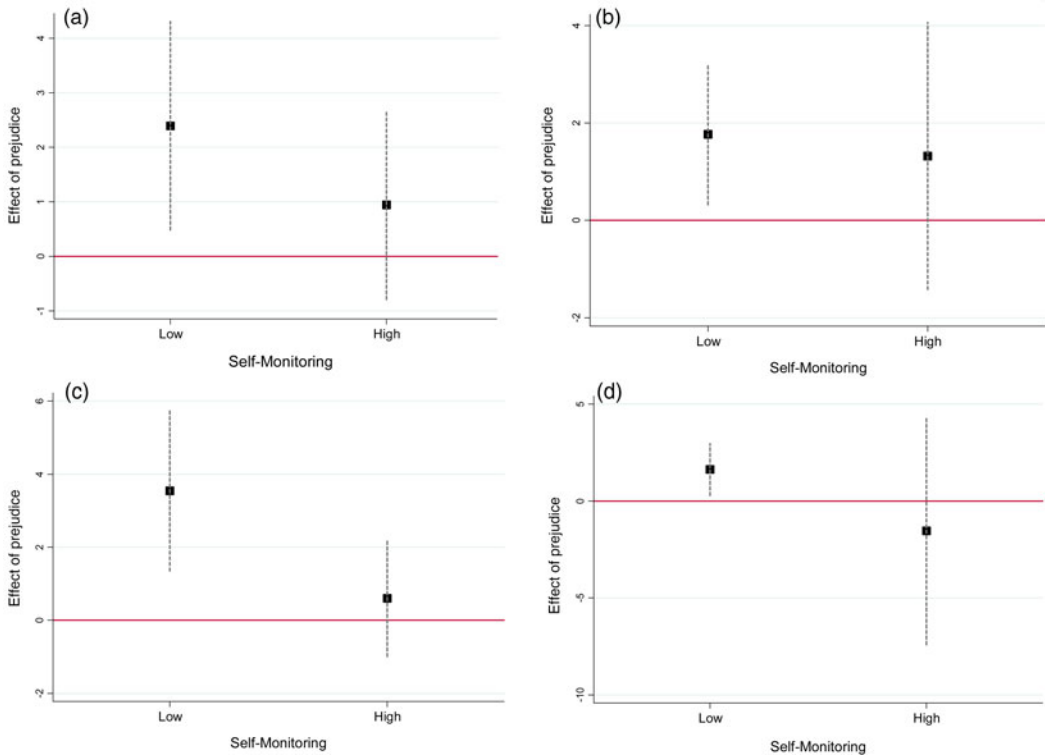 (a)
Effect of prejudice
4
3
2
1
0
-1
Low
High
Self-Monitoring
(b)
Effect of prejudice
4
2
0
-2
Low
High
Self-Monitoring
(c)
Effect of prejudice
6
4
2
0
-2
Low
High
Self-Monitoring
(d)
Effect of prejudice
5
0
-5
-10
Low
High
Self-Monitoring